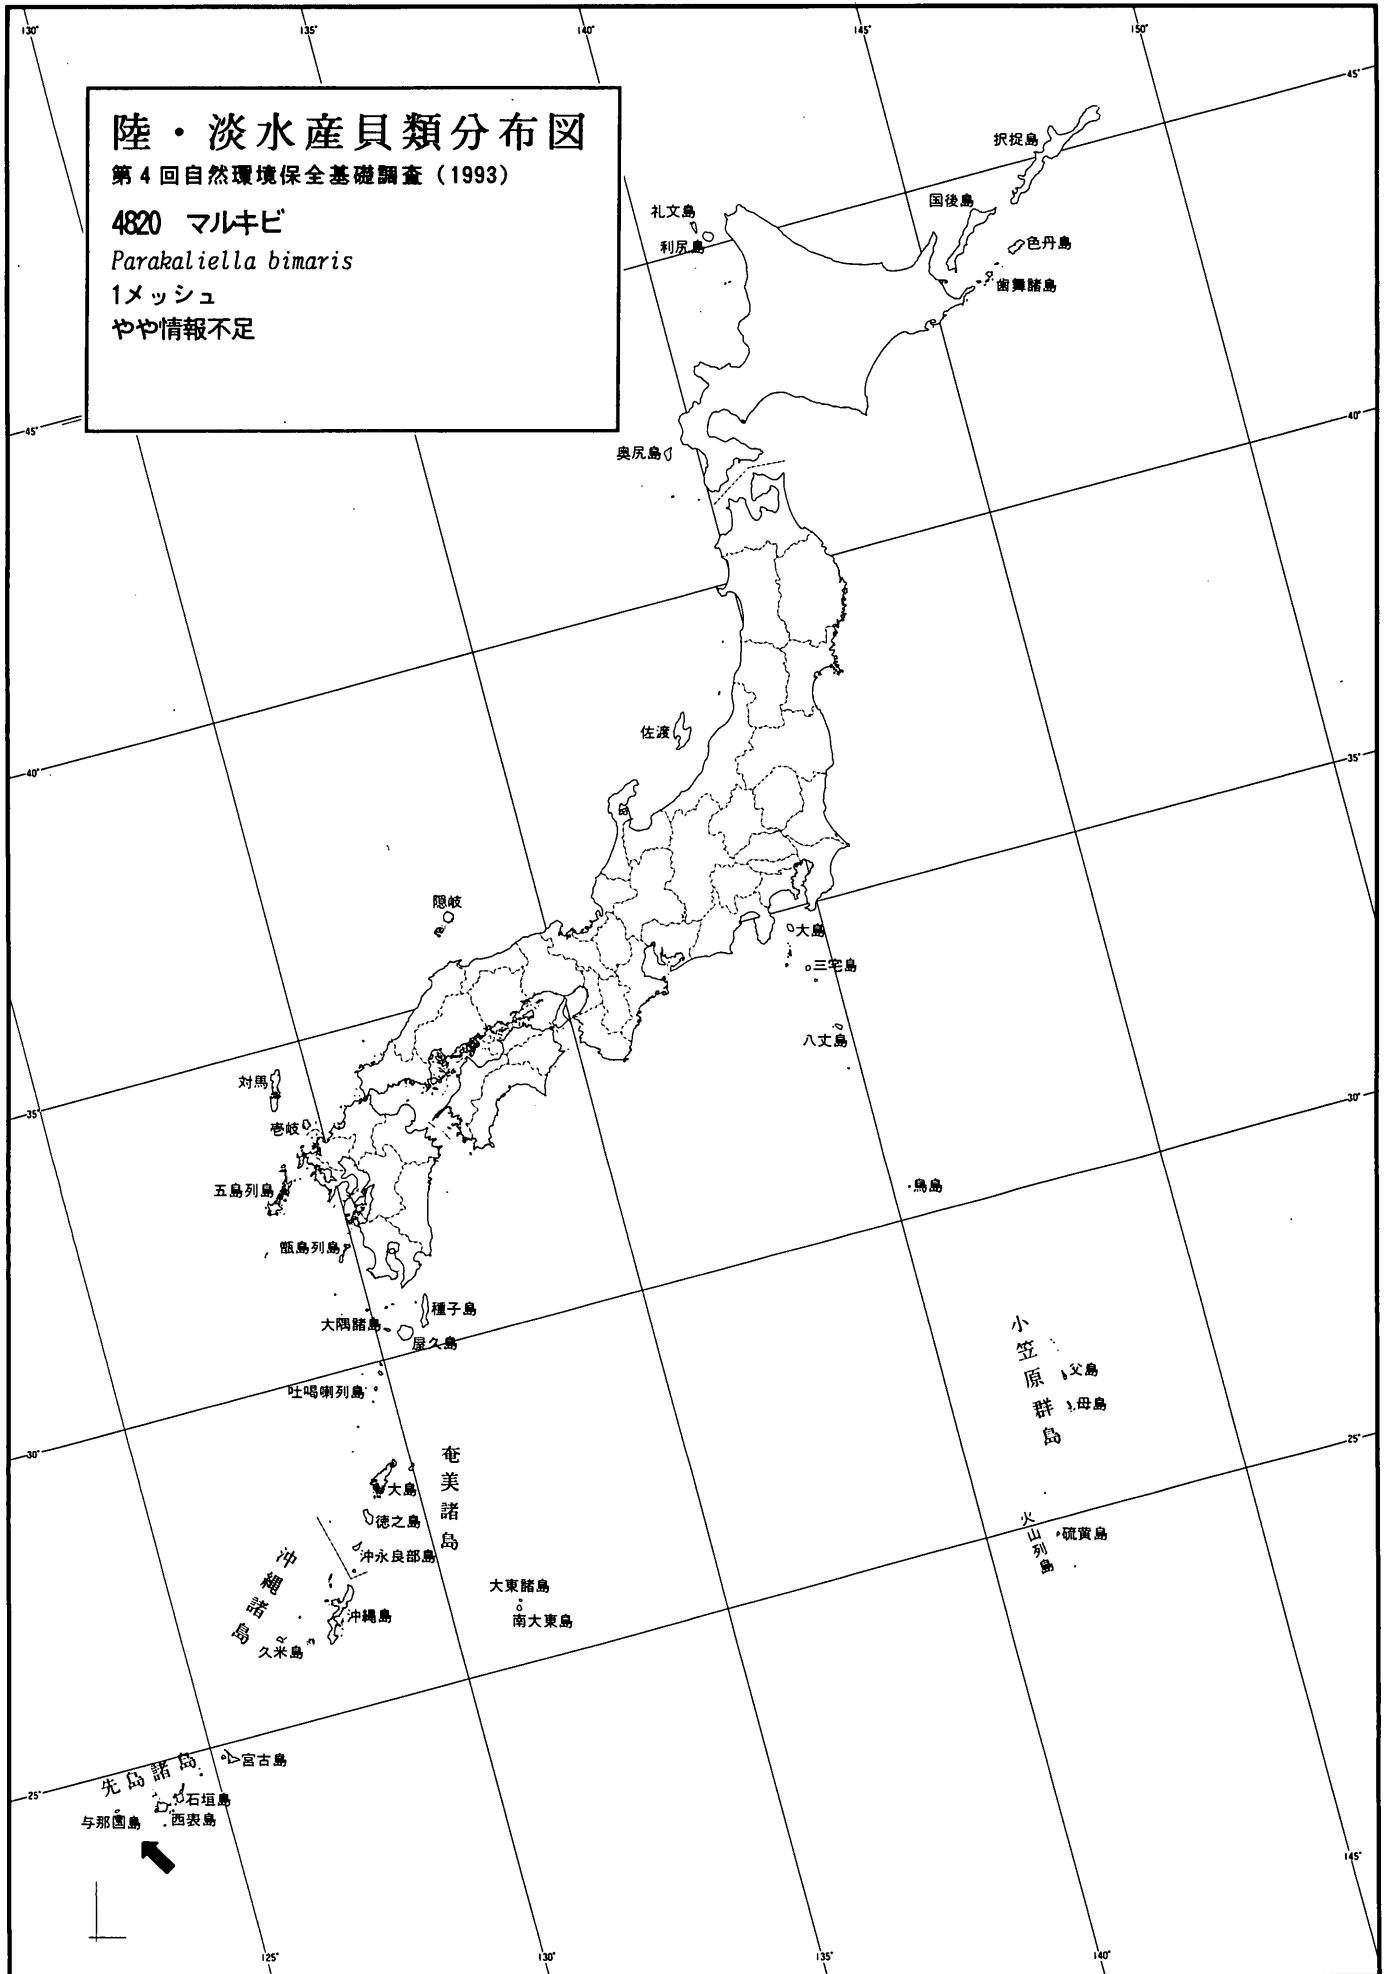 130°
135°
140°
145°
150°
陸・淡水産貝類分布図
第4回自然環境保全基礎調査（1993）
4820 マルキビ
Parakaliella bimaris
1メッシュ
やや情報不足
45°
択捉島
国後島
色丹島
歯舞諸島
礼文島
利尻島
40°
45°
奥尻島
佐渡
35°
40°
隠岐
大島
三宅島
八丈島
対馬
壱岐
35°
30°
五島列島
鳥島
甑島列島
種子島
大隅諸島
屋久島
吐噶喇列島
小笠原群島
父島
母島
25°
30°
奄美諸島
大島
徳之島
沖永良部島
火山列島
硫黄島
沖縄諸島
沖縄島
久米島
大東諸島
南大東島
先島諸島
宮古島
石垣島
西表島
与那国島
25°
145°
125°
130°
135°
140°